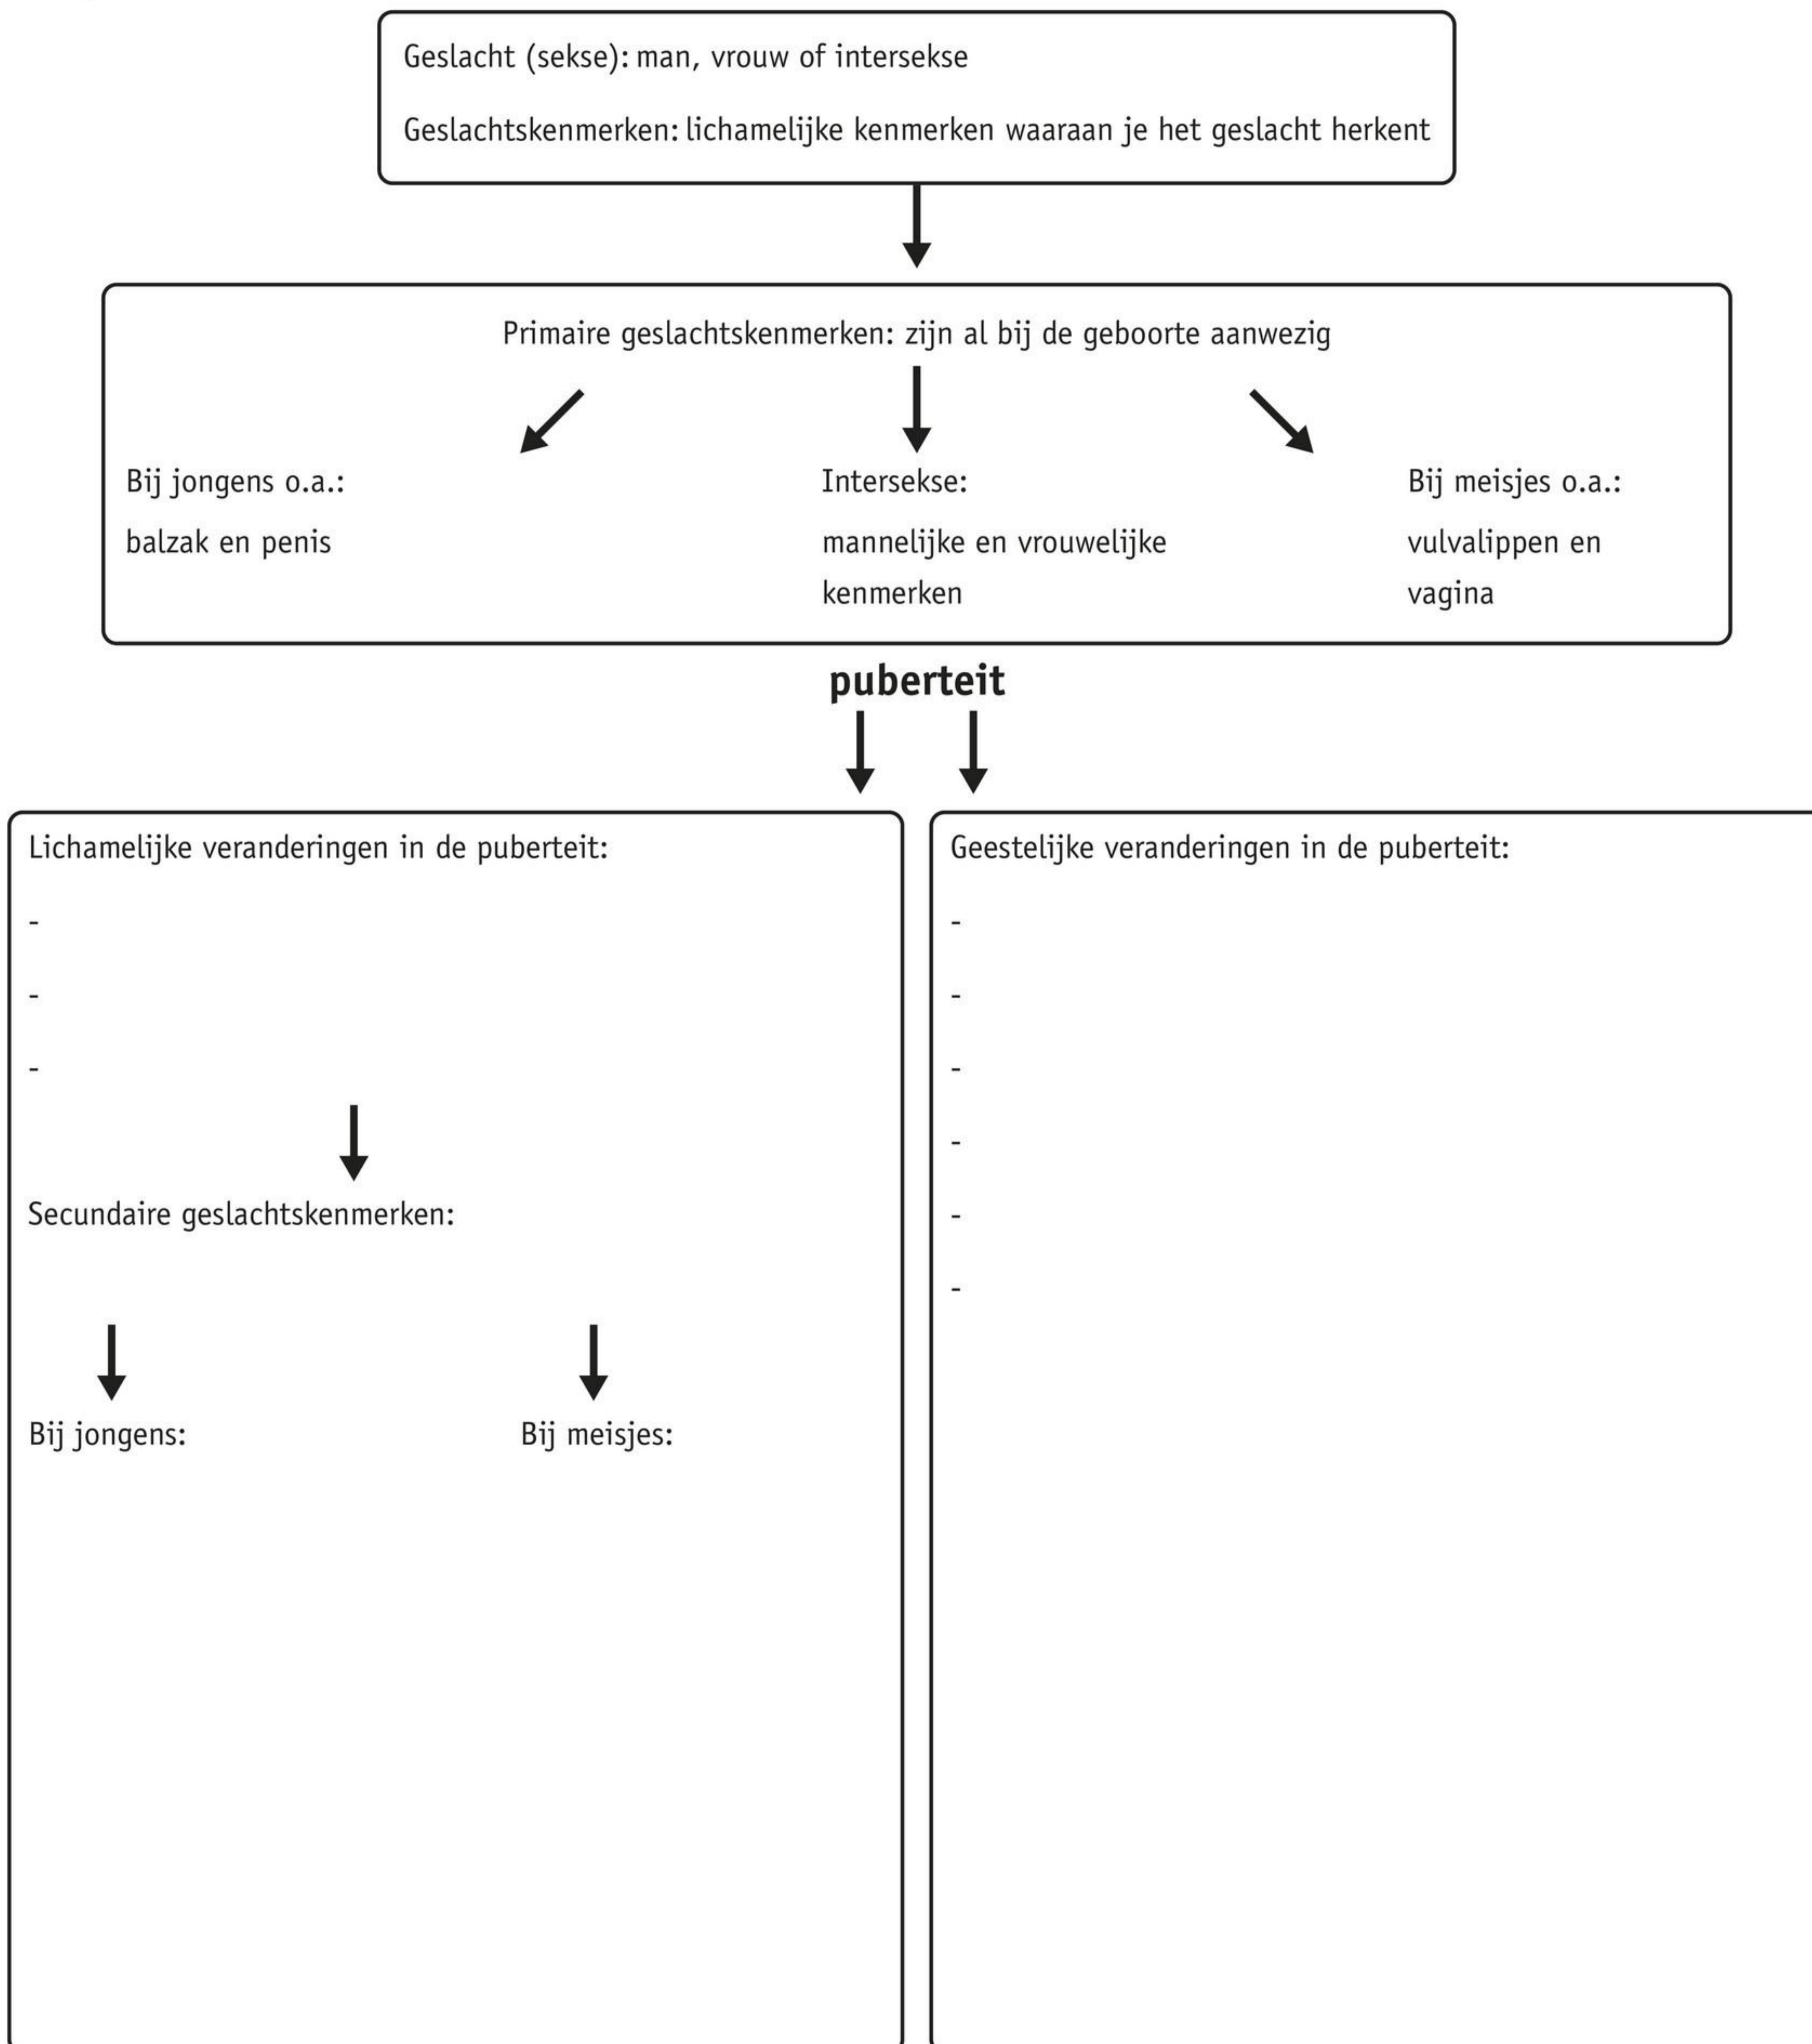 Geslacht (sekse): man, vrouw of intersekse
Geslachtskenmerken: lichamelijke kenmerken waaraan je het geslacht herkent
Primaire geslachtskenmerken: zijn al bij de geboorte aanwezig
Bij jongens o.a.:
balzak en penis
Intersekse:
mannelijke en vrouwelijke
kenmerken
Bij meisjes o.a.:
vulvalippen en
vagina
puberteit
Lichamelijke veranderingen in de puberteit:
-
-
-
Secundaire geslachtskenmerken:
Bij jongens:
Bij meisjes:
Geestelijke veranderingen in de puberteit:
-
-
-
-
-
-